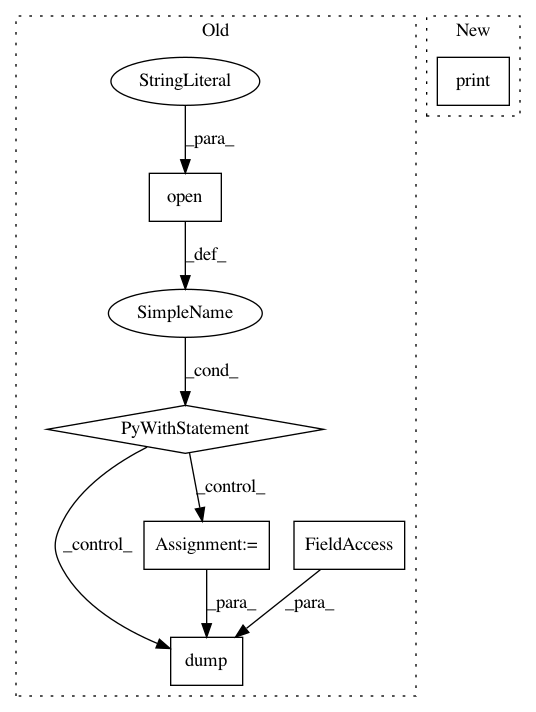 Old
New
StringLiteral
print
_para_
open
_def_
SimpleName
_cond_
PyWithStatement
_control_
_control_
Assignment:=
FieldAccess
_para_
_para_
dump